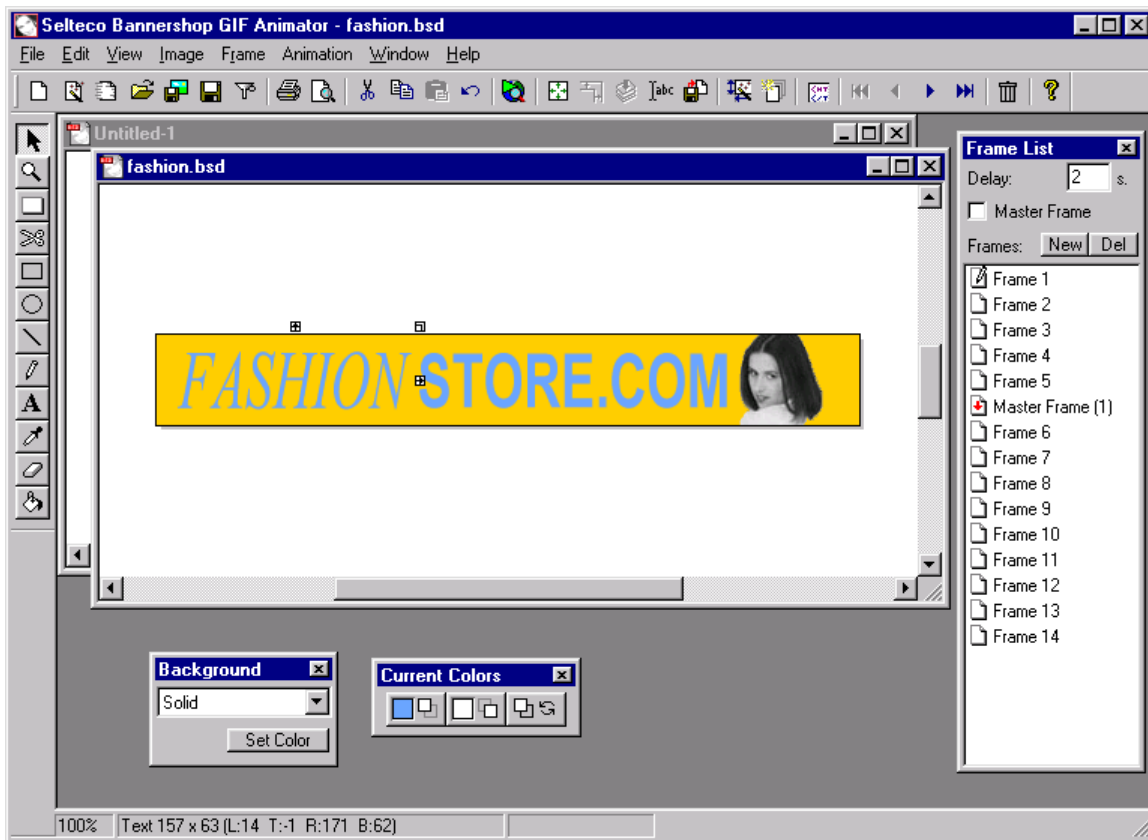 Selteco Bannershop GIF Animator - fashion.bsd
File Edit View Image Frame Animation Window Help
abc
Untitled-1
fashion.bsd
FASHION STORE.COM
Frame List
Delay: 2 s.
Master Frame
Frames: New Del
Frame 1
Frame 2
Frame 3
Frame 4
Frame 5
Master Frame (1)
Frame 6
Frame 7
Frame 8
Frame 9
Frame 10
Frame 11
Frame 12
Frame 13
Frame 14
Background
Solid
Set Color
Current Colors
A
100% Text 157 x 63 (L:14 T:-1 R:171 B:62)